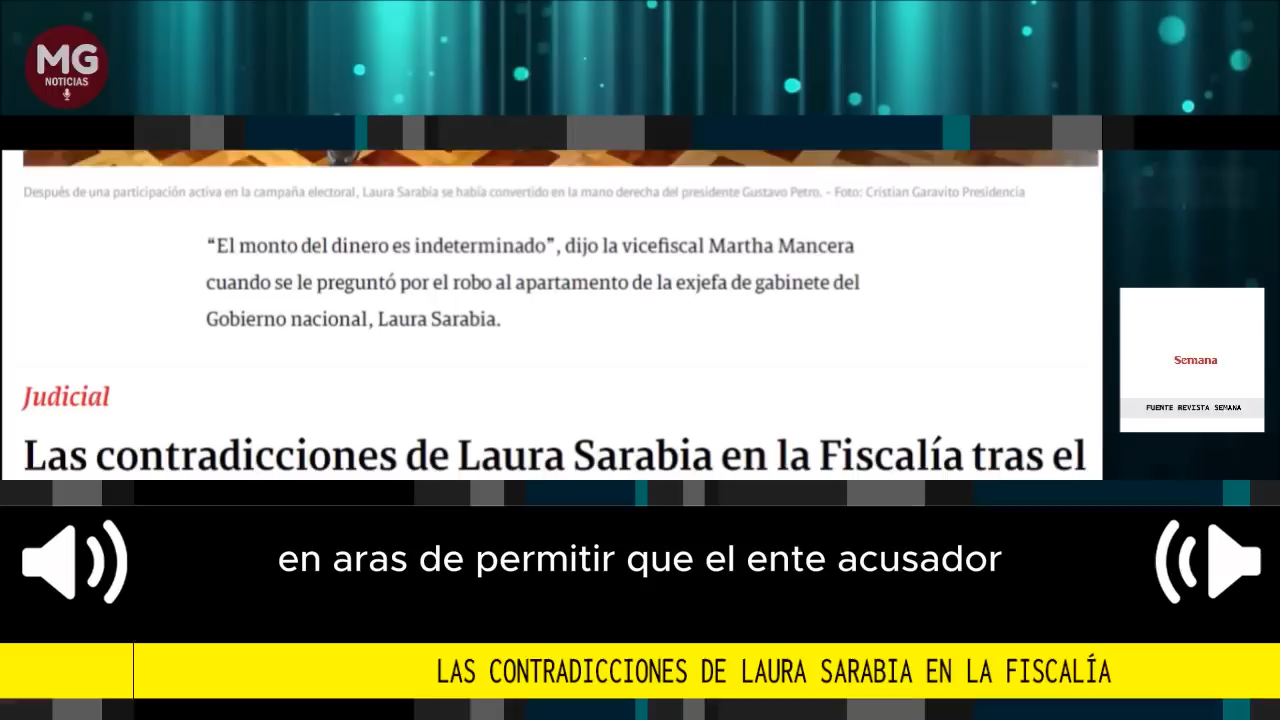 MG
NOTICIAS
Después de una participación activa en la campaña electoral, Laura Sarabia se había convertido en la mano derecha del presidente Gustavo Petro. - Foto: Cristian Garavito Presidencia
“El monto del dinero es indeterminado”, dijo la vicefiscal Martha Mancera
cuando se le preguntó por el robo al apartamento de la exjefa de gabinete del
Gobierno nacional, Laura Sarabia.
Semana
FUENTE REVISTA SEMANA
Judicial
Las contradicciones de Laura Sarabia en la Fiscalía tras el
en aras de permitir que el ente acusador
LAS CONTRADICCIONES DE LAURA SARABIA EN LA FISCALÍA